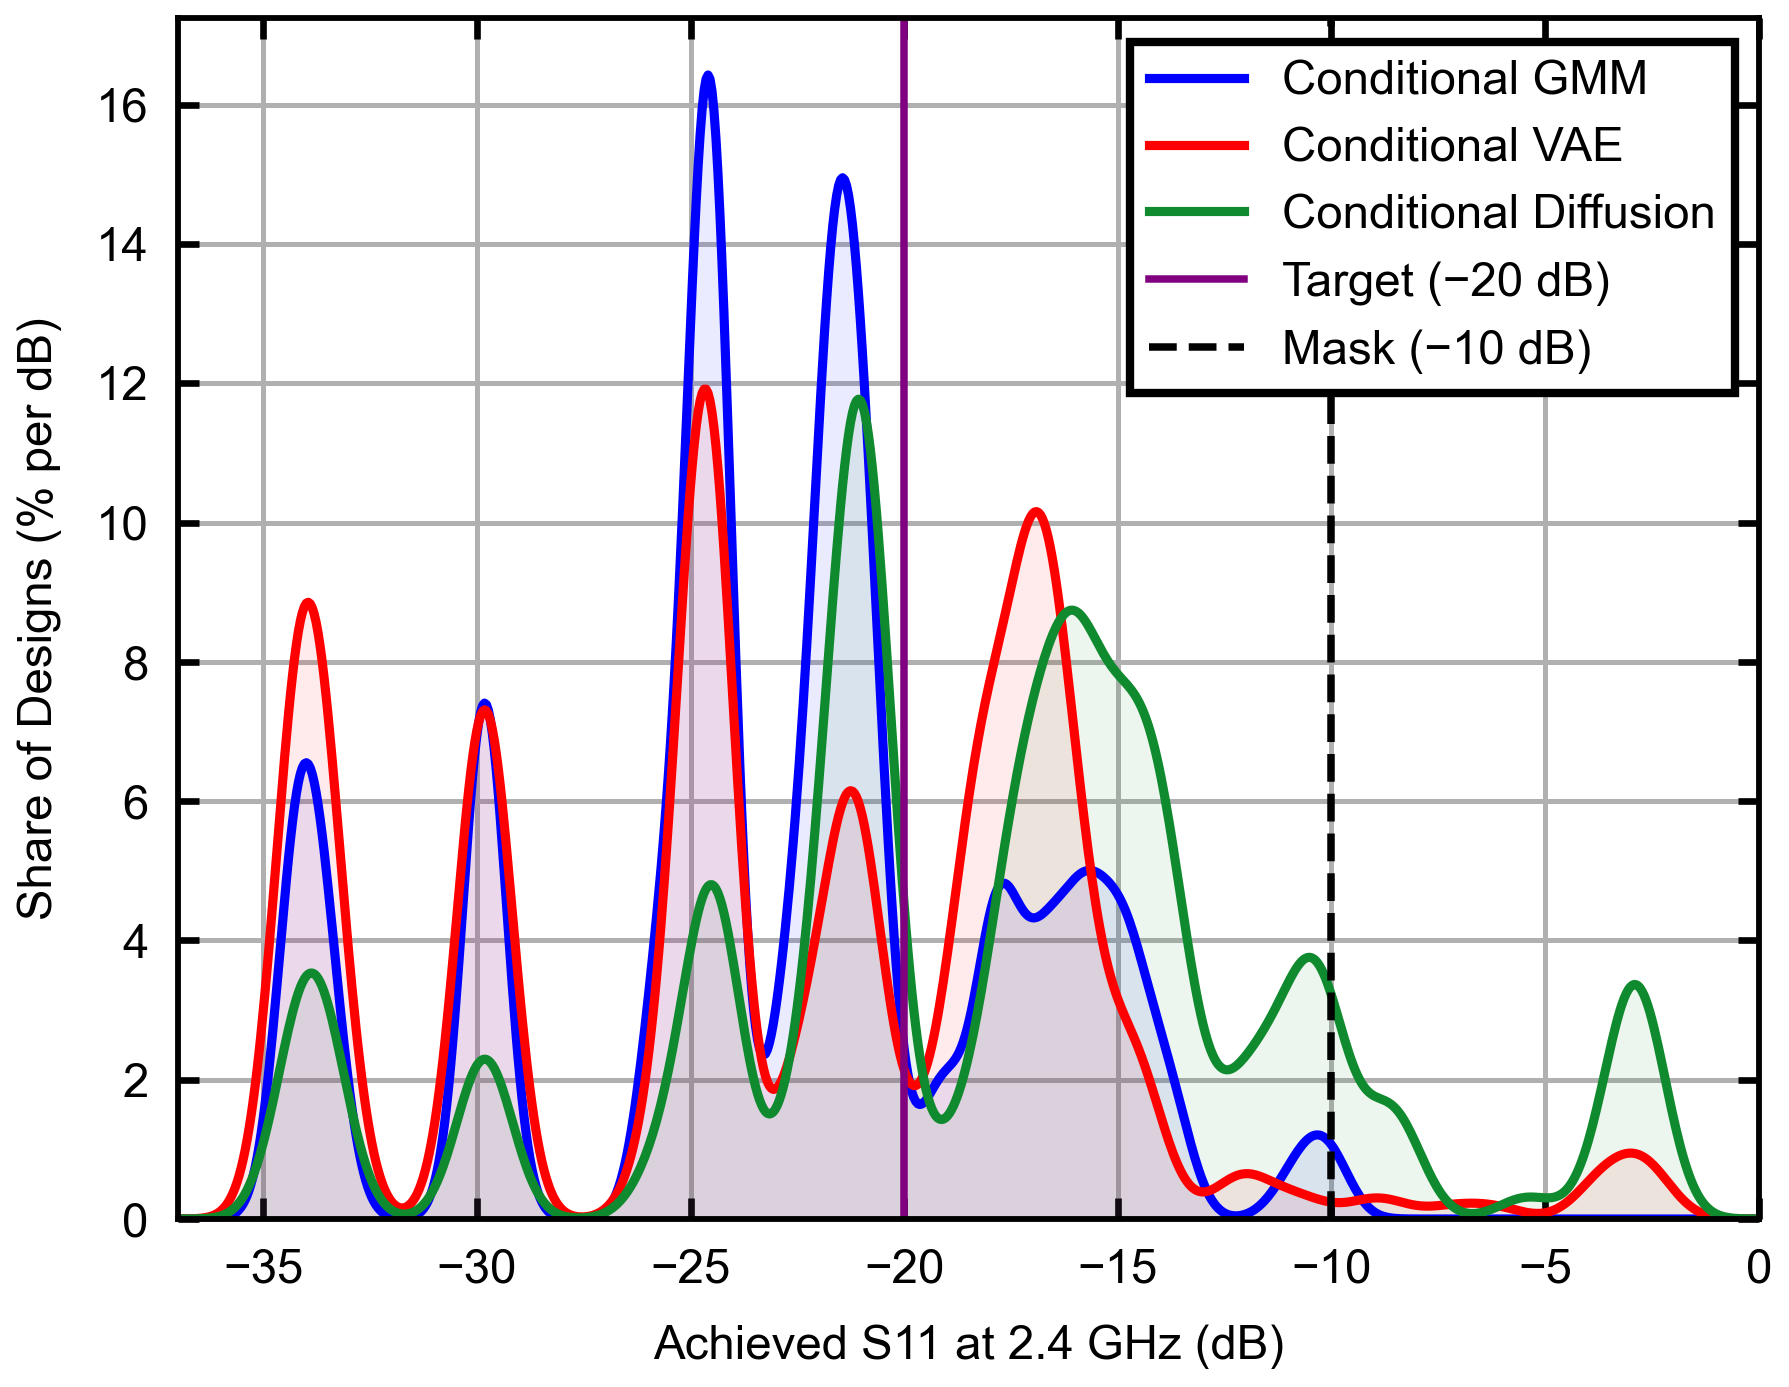 Conditional GMM
Conditional VAE
Conditional Diffusion
Target (−20 dB)
Mask (−10 dB)
Share of Designs (% per dB)
16
14
12
10
8
6
4
2
0
−35 −30 −25 −20 −15 −10 −5 0
Achieved S11 at 2.4 GHz (dB)